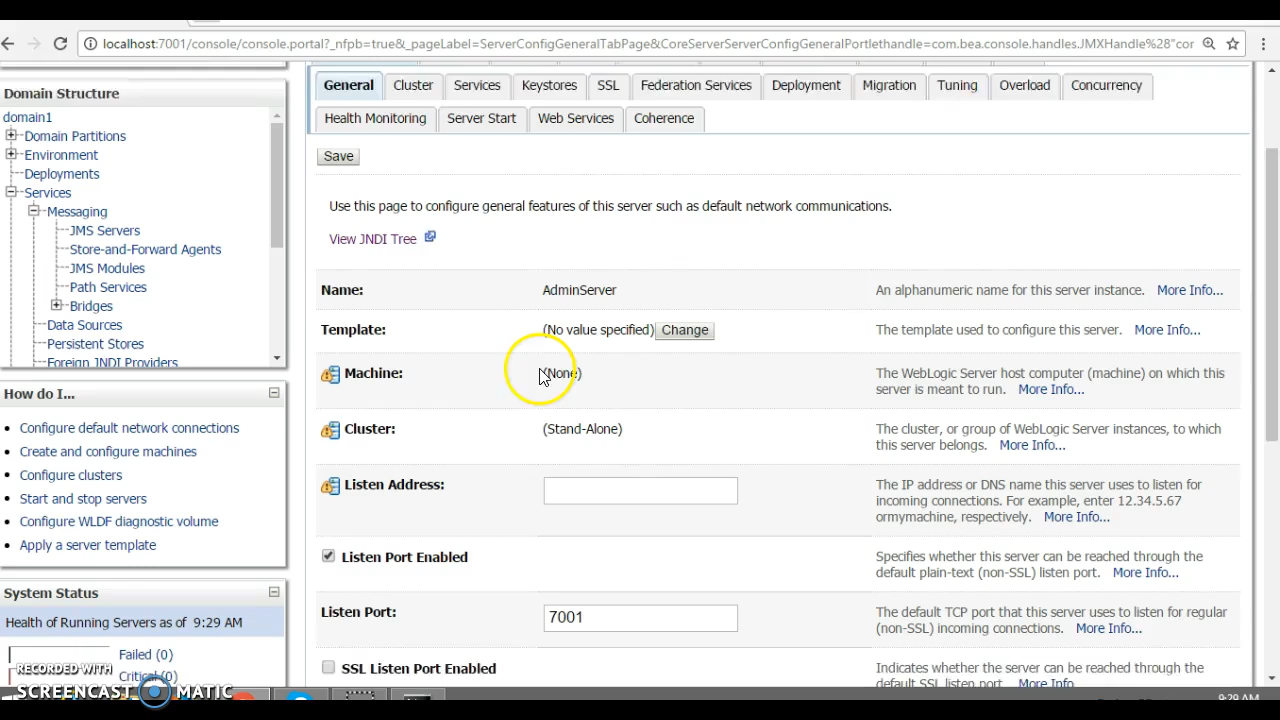 localhost:7001/console/console.portal?_nfpb=true&_pageLabel=ServerConfigGeneralTabPage&CoreServerServerConfigGeneralPortlethandle=com.bea.console.handles.JMXHandle%28"cor
Domain Structure
domain1
Domain Partitions
Environment
Deployments
Services
Messaging
JMS Servers
Store-and-Forward Agents
JMS Modules
Path Services
Bridges
Data Sources
Persistent Stores
Foreign JNDI Providers
How do I...
Configure default network connections
Create and configure machines
Configure clusters
Start and stop servers
Configure WLDF diagnostic volume
Apply a server template
System Status
Health of Running Servers as of 9:29 AM
Failed (0)
Critical (0)
General Cluster Services Keystores SSL Federation Services Deployment Migration Tuning Overload Concurrency
Health Monitoring Server Start Web Services Coherence
Save
Use this page to configure general features of this server such as default network communications.
View JNDI Tree
Name: AdminServer An alphanumeric name for this server instance. More Info...
Template: (No value specified) Change The template used to configure this server. More Info...
Machine: (None) The WebLogic Server host computer (machine) on which this
server is meant to run. More Info...
Cluster: (Stand-Alone) The cluster, or group of WebLogic Server instances, to which
this server belongs. More Info...
Listen Address: The IP address or DNS name this server uses to listen for
incoming connections. For example, enter 12.34.5.67
ormymachine, respectively. More Info...
Listen Port Enabled Specifies whether this server can be reached through the
default plain-text (non-SSL) listen port. More Info...
Listen Port: 7001 The default TCP port that this server uses to listen for regular
(non-SSL) incoming connections. More Info...
SSL Listen Port Enabled Indicates whether the server can be reached through the
default SSL listen port. More Info
RECORDED WITH
SCREENCAST MATIC
9:29 AM